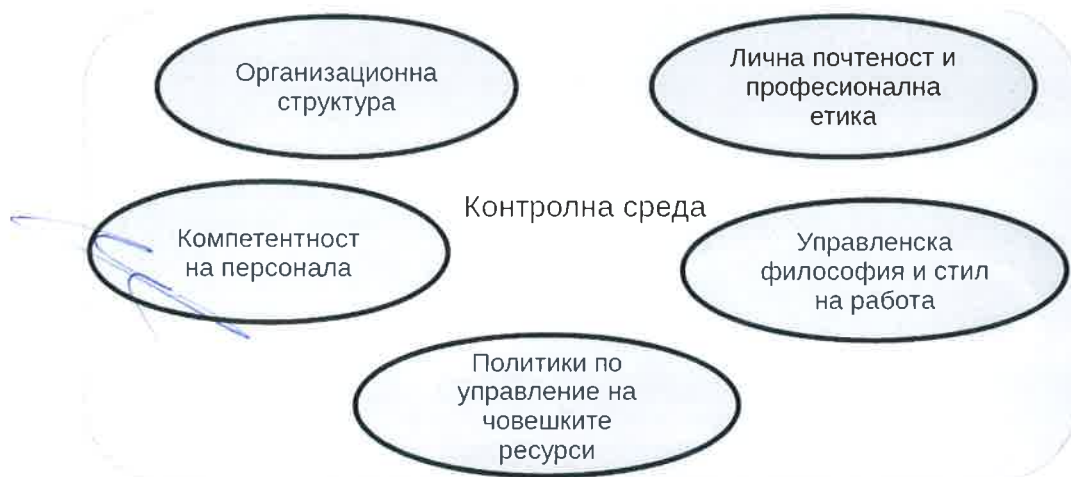 Организационна
структура
Лична почтеност и
професионална
етика
Контролна среда
Компетентност
на персонала
Управленска
философия и стил
на работа
Политики по
управление на
човешките
ресурси